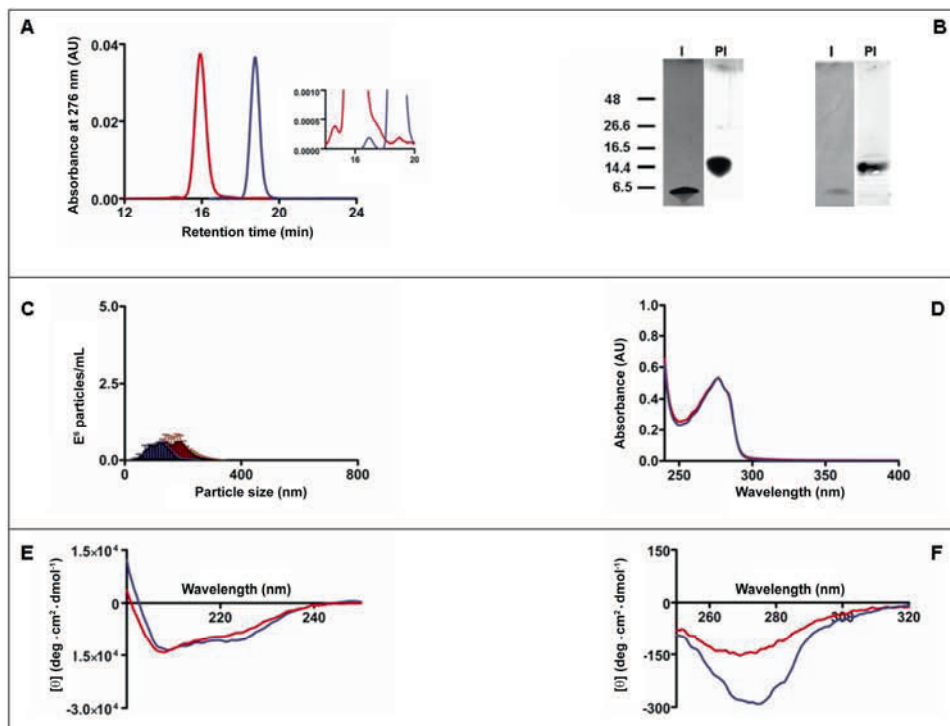 A
Absorbance at 276 nm (AU)
0.04
0.02
0.00
12 16 20 24
Retention time (min)
0.0010
0.0005
0.0000
16 20
B
I PI I PI
48
26.6
16.5
14.4
6.5
C
E⁶ particles/mL
5.0
2.5
0.0
0 400 800
Particle size (nm)
D
Absorbance (AU)
1.0
0.8
0.6
0.4
0.2
0.0
250 300 350 400
Wavelength (nm)
E
[θ] (deg · cm² · dmol⁻¹)
1.5×10⁴
0
1.5×10⁴
-3.0×10⁴
Wavelength (nm)
220 240
F
[θ] (deg · cm² · dmol⁻¹)
150
0
-150
-300
Wavelength (nm)
260 280 300 320